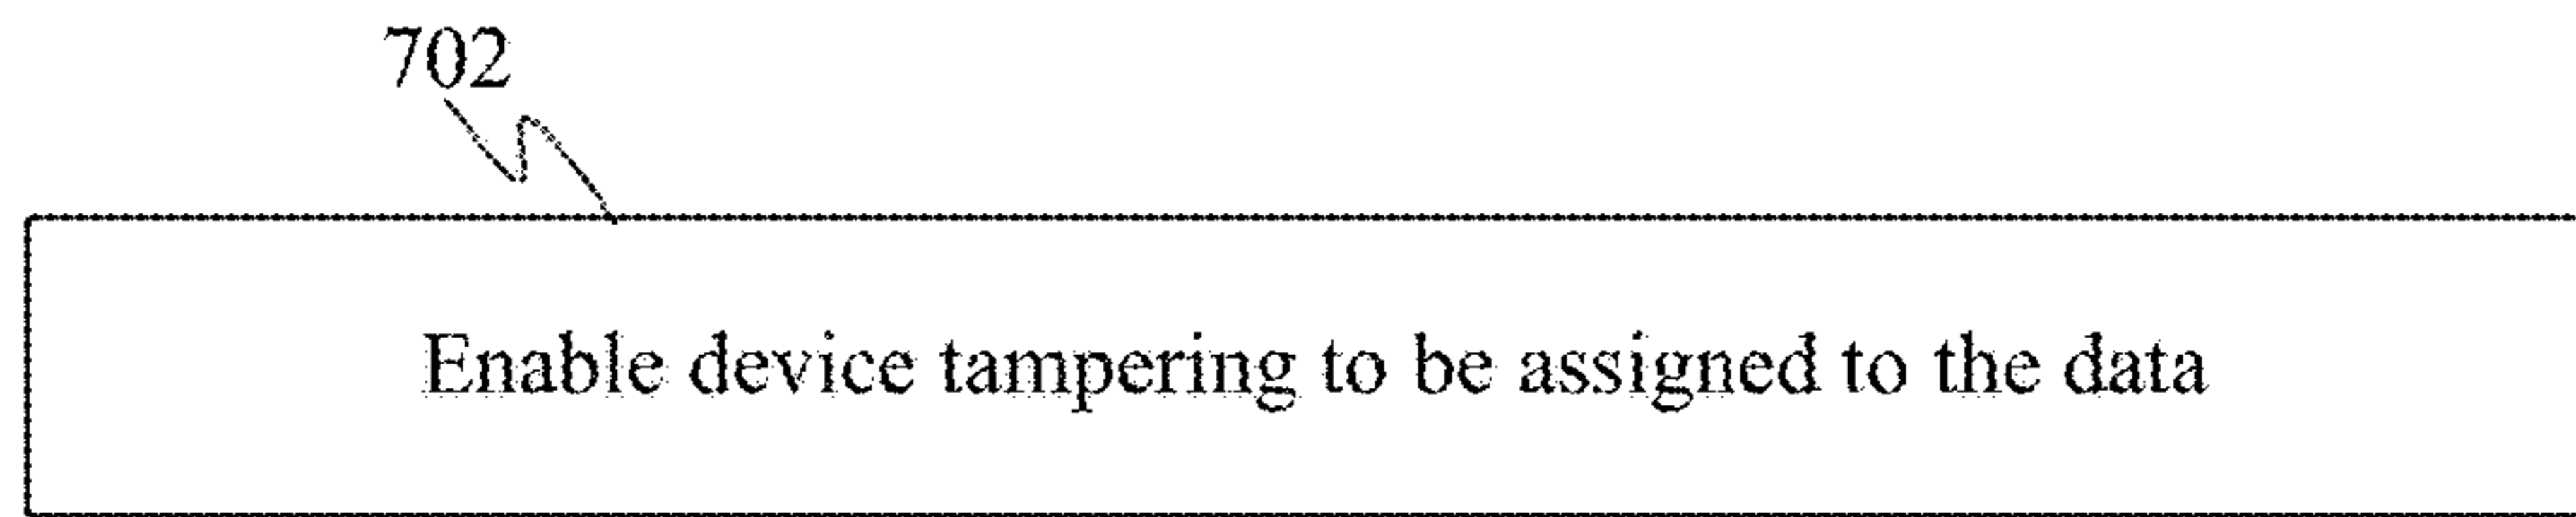 702
Enable device tampering to be assigned to the data